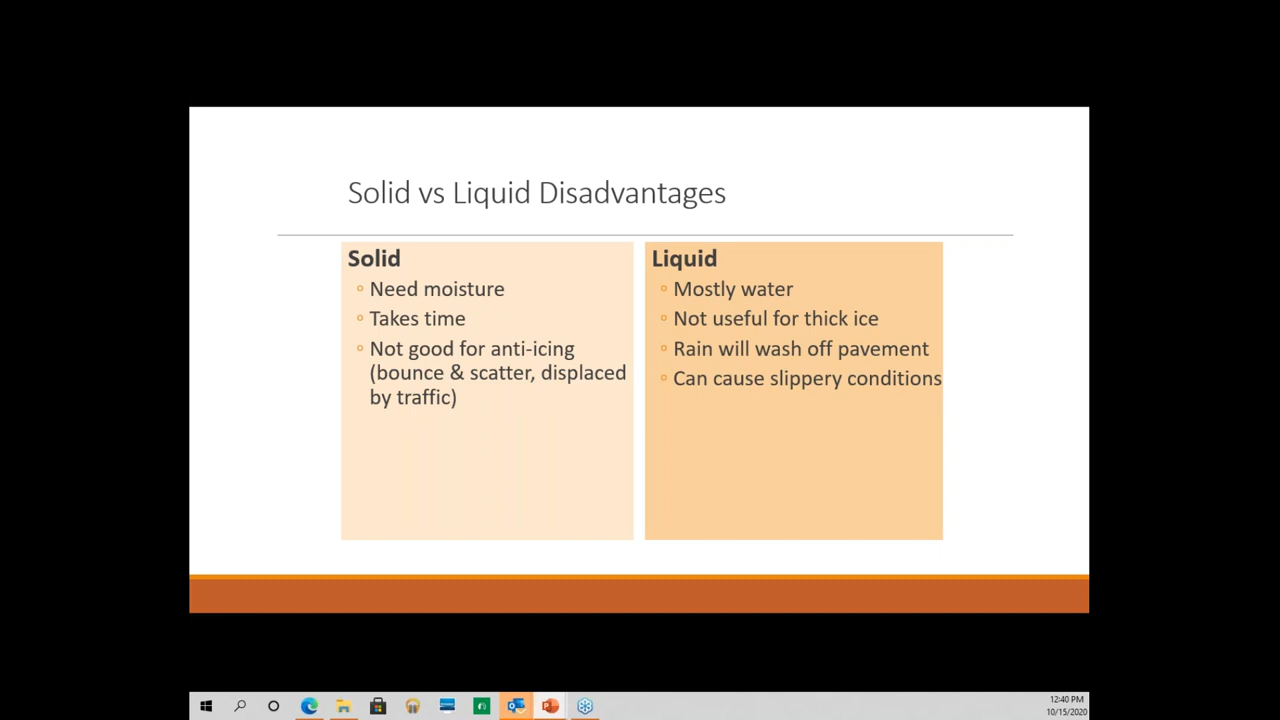 Solid vs Liquid Disadvantages
Solid
◦ Need moisture
◦ Takes time
◦ Not good for anti-icing
(bounce & scatter, displaced
by traffic)
Liquid
◦ Mostly water
◦ Not useful for thick ice
◦ Rain will wash off pavement
◦ Can cause slippery conditions
12:40 PM
10/15/2020